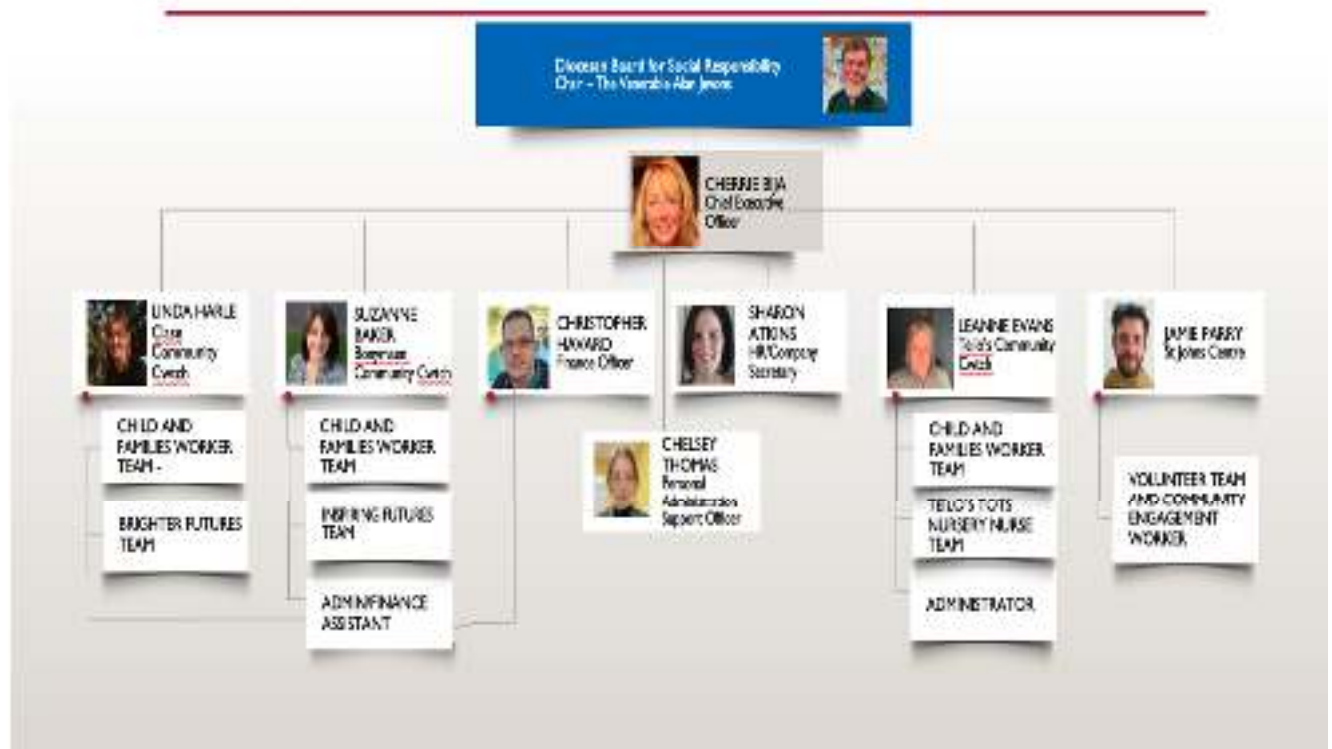 Diocesan Board for Social Responsibility
Chair – The Venerable Alan Jevons
CHERRIE BIJA
Chief Executive
Officer
LINDA HARLE
Clase
Community
Cwtch
SUZANNE
BAKER
Bonymaen
Community Cwtch
CHRISTOPHER
HAVARD
Finance Officer
SHARON
ATKINS
HR/Company
Secretary
LEANNE EVANS
Teilo's Community
Cwtch
JAMIE PARRY
St Johns Centre
CHELSEY
THOMAS
Personal
Administration
Support Officer
CHILD AND
FAMILIES WORKER
TEAM -
BRIGHTER FUTURES
TEAM
CHILD AND
FAMILIES WORKER
TEAM
INSPIRING FUTURES
TEAM
ADMIN/FINANCE
ASSISTANT
CHILD AND
FAMILIES WORKER
TEAM
TEILO'S TOTS
NURSERY NURSE
TEAM
ADMINISTRATOR
VOLUNTEER TEAM
AND COMMUNITY
ENGAGEMENT
WORKER